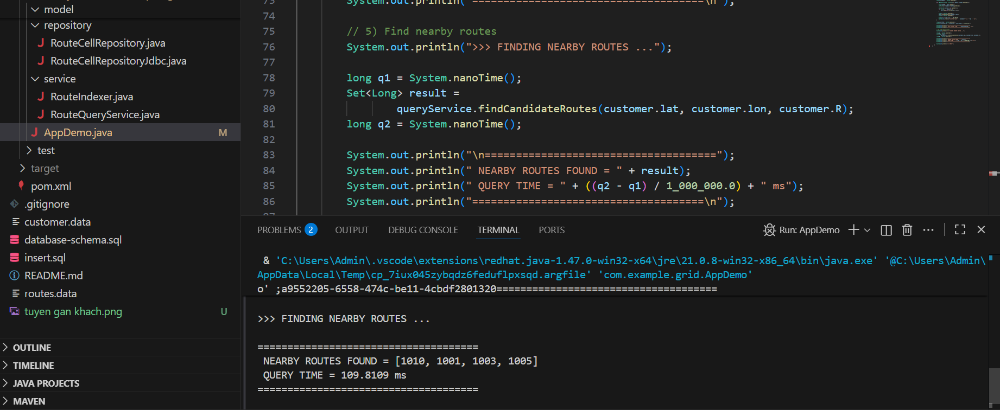 model
repository
RouteCellRepository.java
RouteCellRepositoryJdbc.java
service
RouteIndexer.java
RouteQueryService.java
AppDemo.java M
test
target
pom.xml
.gitignore
customer.data
database-schema.sql
insert.sql
README.md
routes.data
tuyen gan khach.png U
OUTLINE
TIMELINE
JAVA PROJECTS
MAVEN
73 System.out.println("=====================================\n");
74
75 // 5) Find nearby routes
76 System.out.println(">>> FINDING NEARBY ROUTES ...");
77
78 long q1 = System.nanoTime();
79 Set<Long> result =
80 queryService.findCandidateRoutes(customer.lat, customer.lon, customer.R);
81 long q2 = System.nanoTime();
82
83 System.out.println("\n=====================================");
84 System.out.println(" NEARBY ROUTES FOUND = " + result);
85 System.out.println(" QUERY TIME = " + ((q2 - q1) / 1_000_000.0) + " ms");
86 System.out.println("=====================================\n");
87
PROBLEMS 2 OUTPUT DEBUG CONSOLE TERMINAL PORTS Run: AppDemo
& 'C:\Users\Admin\.vscode\extensions\redhat.java-1.47.0-win32-x64\jre\21.0.8-win32-x86_64\bin\java.exe' '@C:\Users\Admin\
AppData\Local\Temp\cp_7iux045zybqdz6feduflpxsqd.argfile' 'com.example.grid.AppDemo'
o' ;a9552205-6558-474c-be11-4cbdf2801320=====================================
>>> FINDING NEARBY ROUTES ...
=====================================
NEARBY ROUTES FOUND = [1010, 1001, 1003, 1005]
QUERY TIME = 109.8109 ms
=====================================